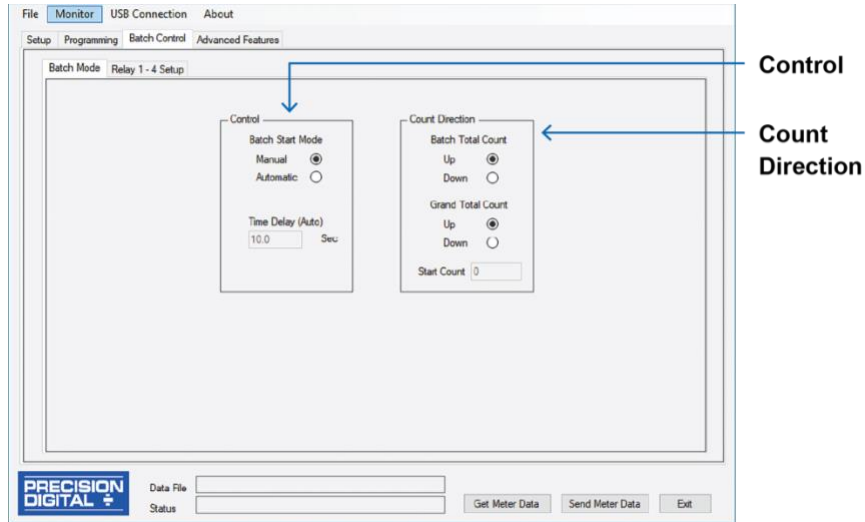 File Monitor USB Connection About
Setup Programming Batch Control Advanced Features
Batch Mode Relay 1 - 4 Setup
Control
Batch Start Mode
Manual
Automatic
Time Delay (Auto)
10.0 Sec
Count Direction
Batch Total Count
Up
Down
Grand Total Count
Up
Down
Start Count 0
Control
Count
Direction
PRECISION
DIGITAL
Data File
Status
Get Meter Data Send Meter Data Exit